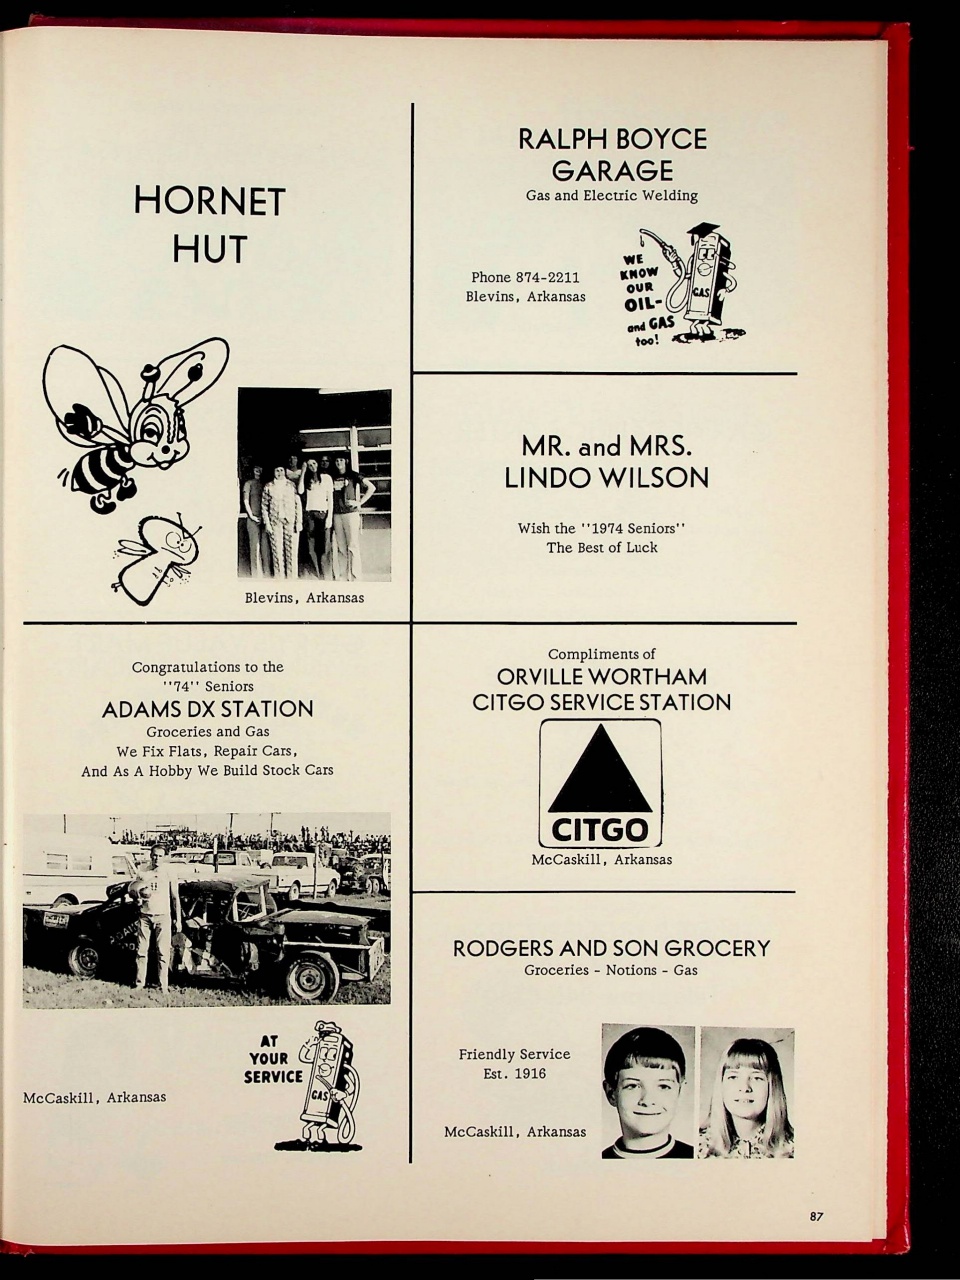 HORNET
HUT
Blevins, Arkansas
RALPH BOYCE
GARAGE
Gas and Electric Welding
Phone 874-2211
Blevins, Arkansas
WE
KNOW
OUR
OIL-
and GAS
too!
GAS
MR. and MRS.
LINDO WILSON
Wish the "1974 Seniors"
The Best of Luck
Congratulations to the
"74" Seniors
ADAMS DX STATION
Groceries and Gas
We Fix Flats, Repair Cars,
And As A Hobby We Build Stock Cars
AT
YOUR
SERVICE
GAS
McCaskill, Arkansas
Compliments of
ORVILLE WORTHAM
CITGO SERVICE STATION
CITGO
McCaskill, Arkansas
RODGERS AND SON GROCERY
Groceries - Notions - Gas
Friendly Service
Est. 1916
McCaskill, Arkansas
87